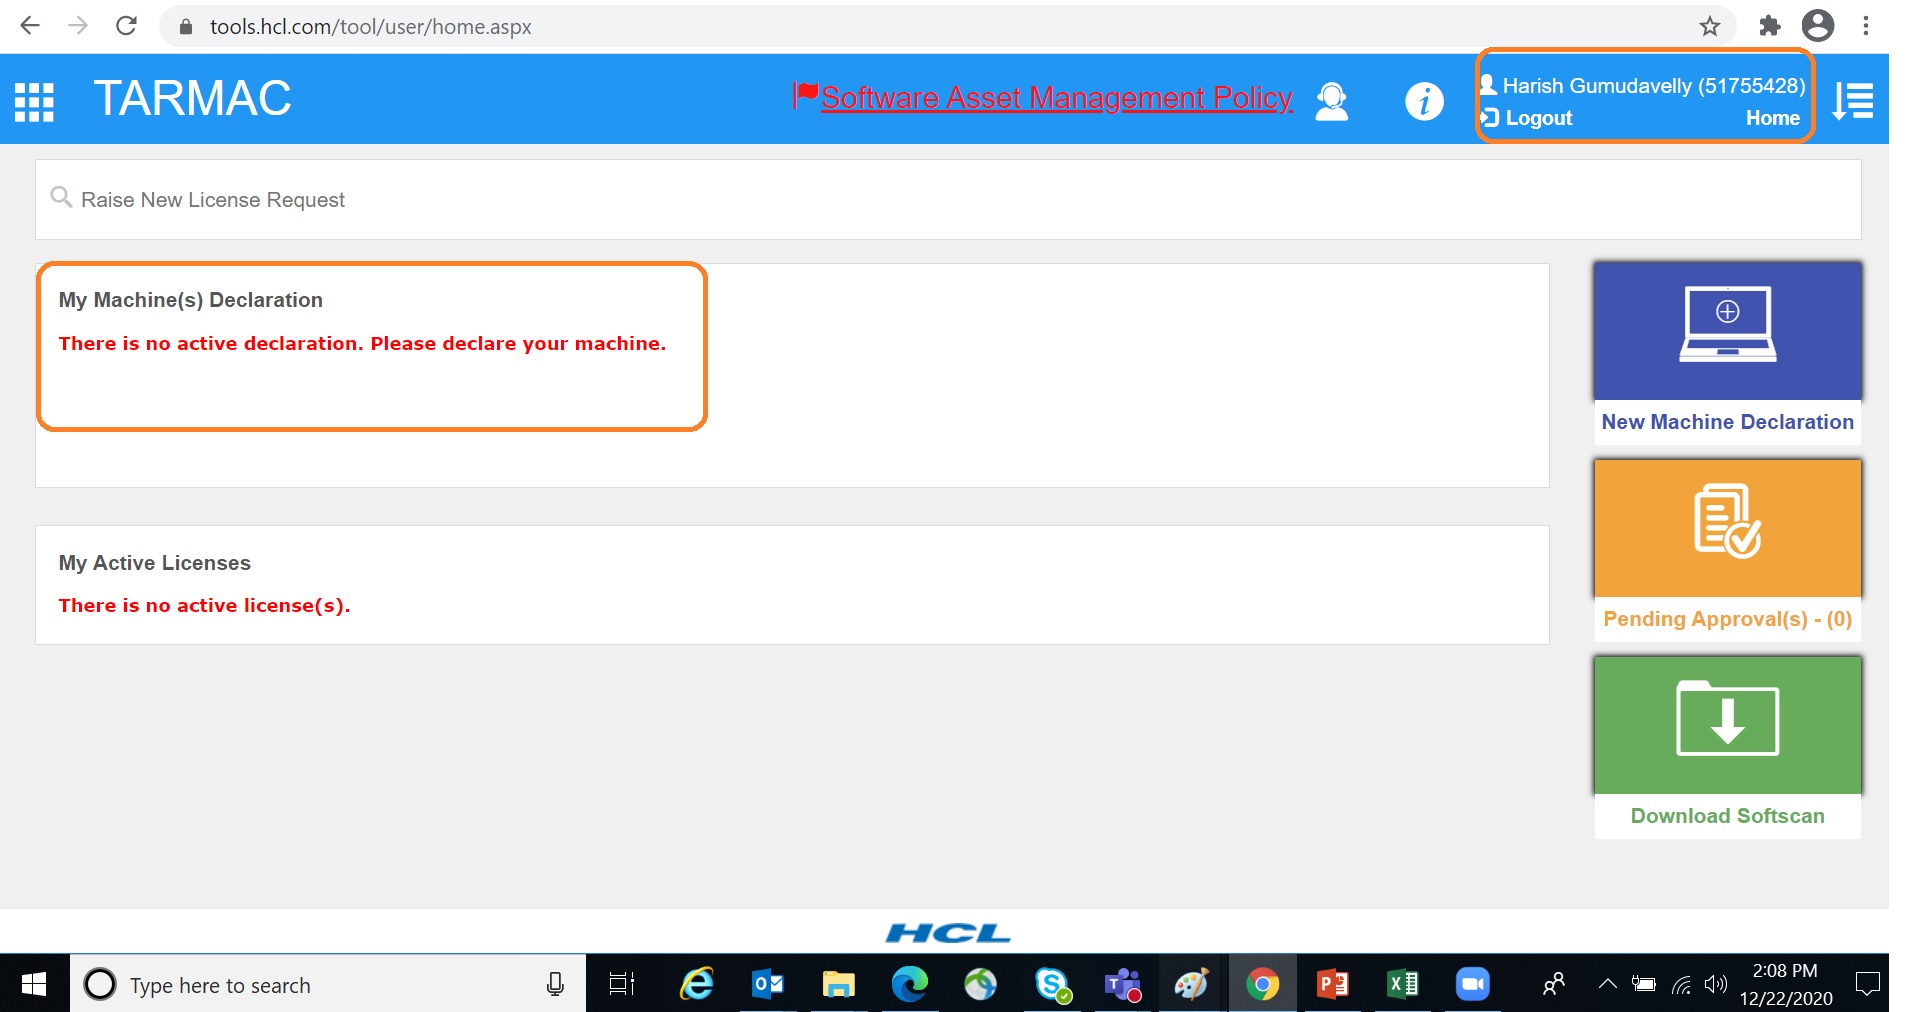 tools.hcl.com/tool/user/home.aspx
TARMAC
Software Asset Management Policy
i
Harish Gumudavelly (51755428)
Logout
Home
Raise New License Request
My Machine(s) Declaration
There is no active declaration. Please declare your machine.
New Machine Declaration
My Active Licenses
There is no active license(s).
Pending Approval(s) - (0)
Download Softscan
HCL
Type here to search
2:08 PM
12/22/2020